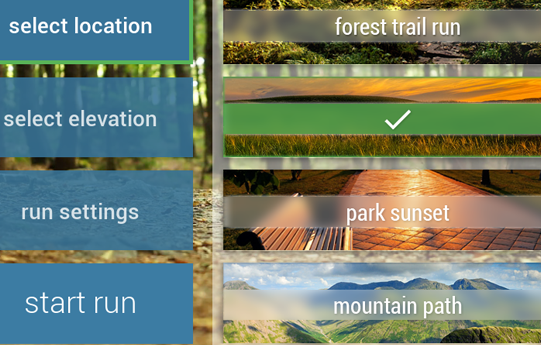 select location
select elevation
run settings
start run
forest trail run
park sunset
mountain path